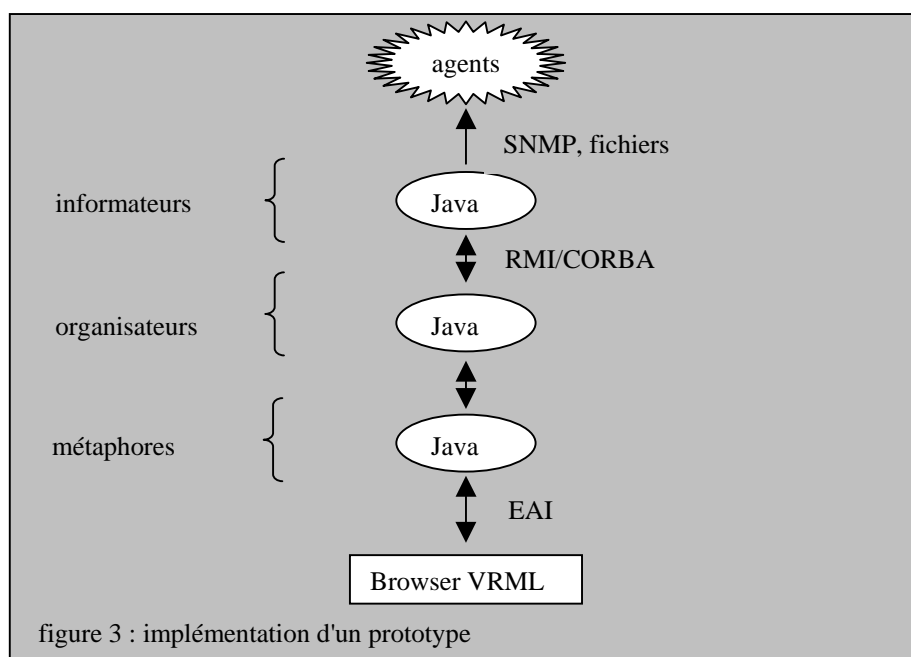 agents
SNMP, fichiers
informateurs
Java
RMI/CORBA
organisateurs
Java
métaphores
Java
EAI
Browser VRML
figure 3 : implémentation d'un prototype